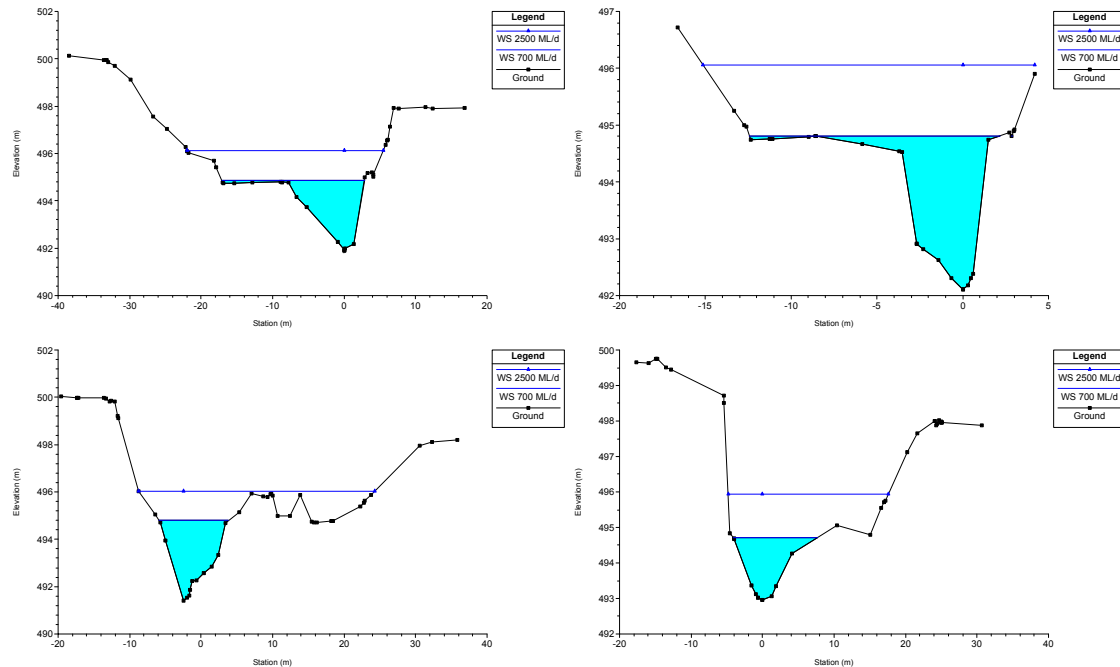 502
500
498
496
494
492
490
Elevation (m)
-40 -30 -20 -10 0 10 20
Station (m)
Legend
WS 2500 ML/d
WS 700 ML/d
Ground
497
496
495
494
493
492
Elevation (m)
-20 -15 -10 -5 0 5
Station (m)
Legend
WS 2500 ML/d
WS 700 ML/d
Ground
502
500
498
496
494
492
490
Elevation (m)
-20 -10 0 10 20 30 40
Station (m)
Legend
WS 2500 ML/d
WS 700 ML/d
Ground
500
499
498
497
496
495
494
493
492
Elevation (m)
-20 -10 0 10 20 30 40
Station (m)
Legend
WS 2500 ML/d
WS 700 ML/d
Ground